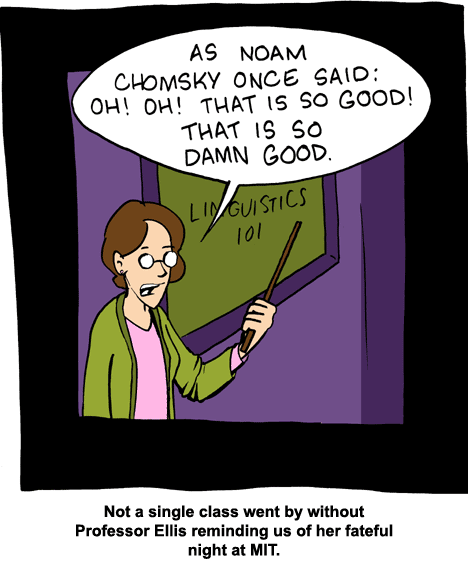 AS NOAM
CHOMSKY ONCE SAID:
OH! OH! THAT IS SO GOOD!
THAT IS SO
DAMN GOOD.
LINGUISTICS
101
Not a single class went by without
Professor Ellis reminding us of her fateful
night at MIT.